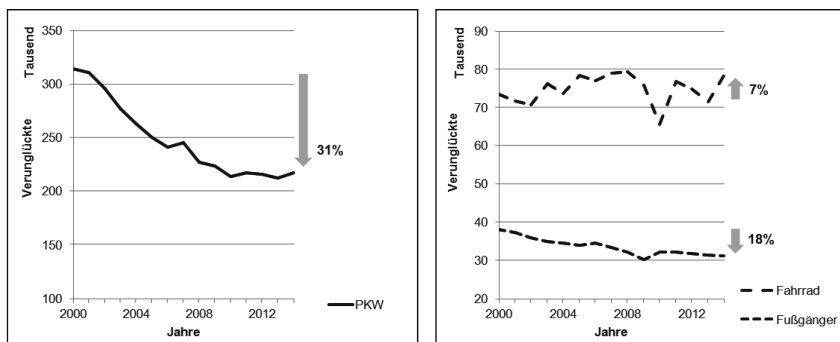 Tausend
Verunglückte
350
300
250
200
150
100
2000 2004 2008 2012
Jahre
31%
PKW
Tausend
Verunglückte
90
80
70
60
50
40
30
20
2000 2004 2008 2012
Jahre
7%
18%
Fahrrad
Fußgänger